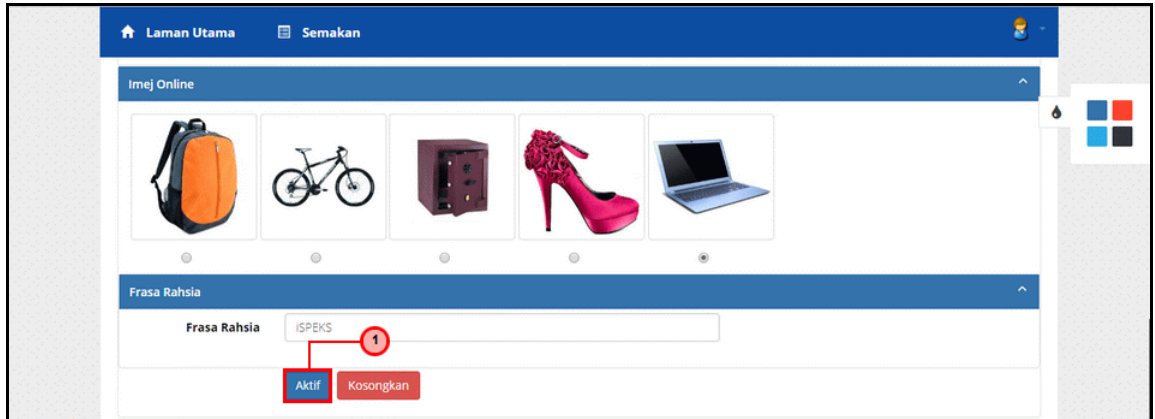 Laman Utama Semakan
Imej Online
Frasa Rahsia
Frasa Rahsia iSPEKS
1
Aktif Kosongkan